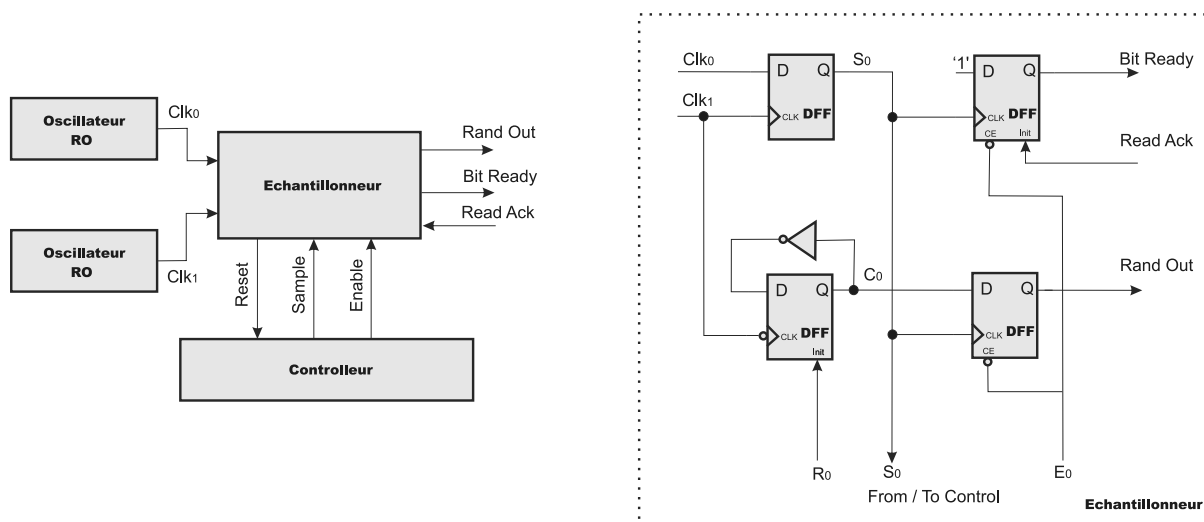 Oscillateur
RO
Clk0
Oscillateur
RO
Clk1
Echantillonneur
Rand Out
Bit Ready
Read Ack
Reset
Sample
Enable
Controlleur
Clk0
D Q
CLK DFF
S0
Clk1
'1'
D Q
CLK DFF
CE Init
Bit Ready
Read Ack
D Q
CLK DFF
Init
C0
D Q
CLK DFF
CE
Rand Out
R0
S0
E0
From / To Control
Echantillonneur